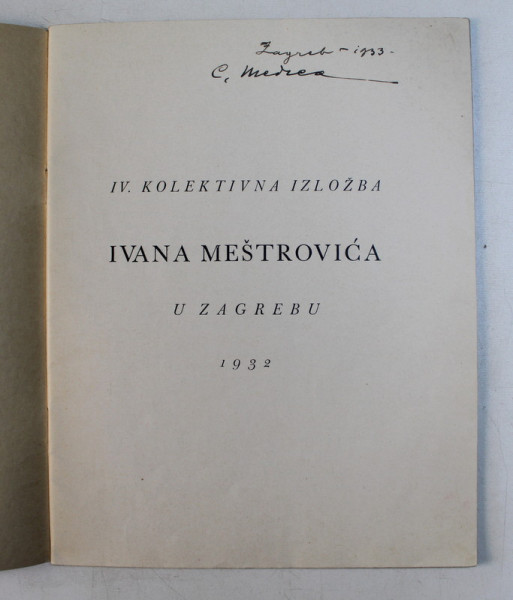 Zagreb – 1933 –
C. Medrea
IV. KOLEKTIVNA IZLOŽBA
IVANA MEŠTROVIĆA
U ZAGREBU
1932